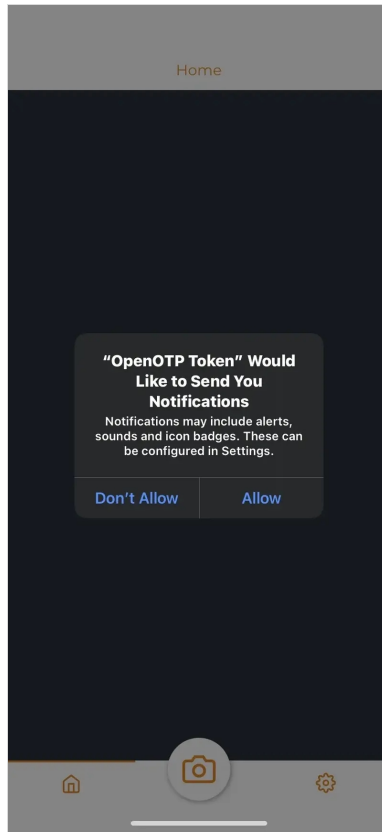 Home
“OpenOTP Token” Would
Like to Send You
Notifications
Notifications may include alerts,
sounds and icon badges. These can
be configured in Settings.
Don’t Allow
Allow